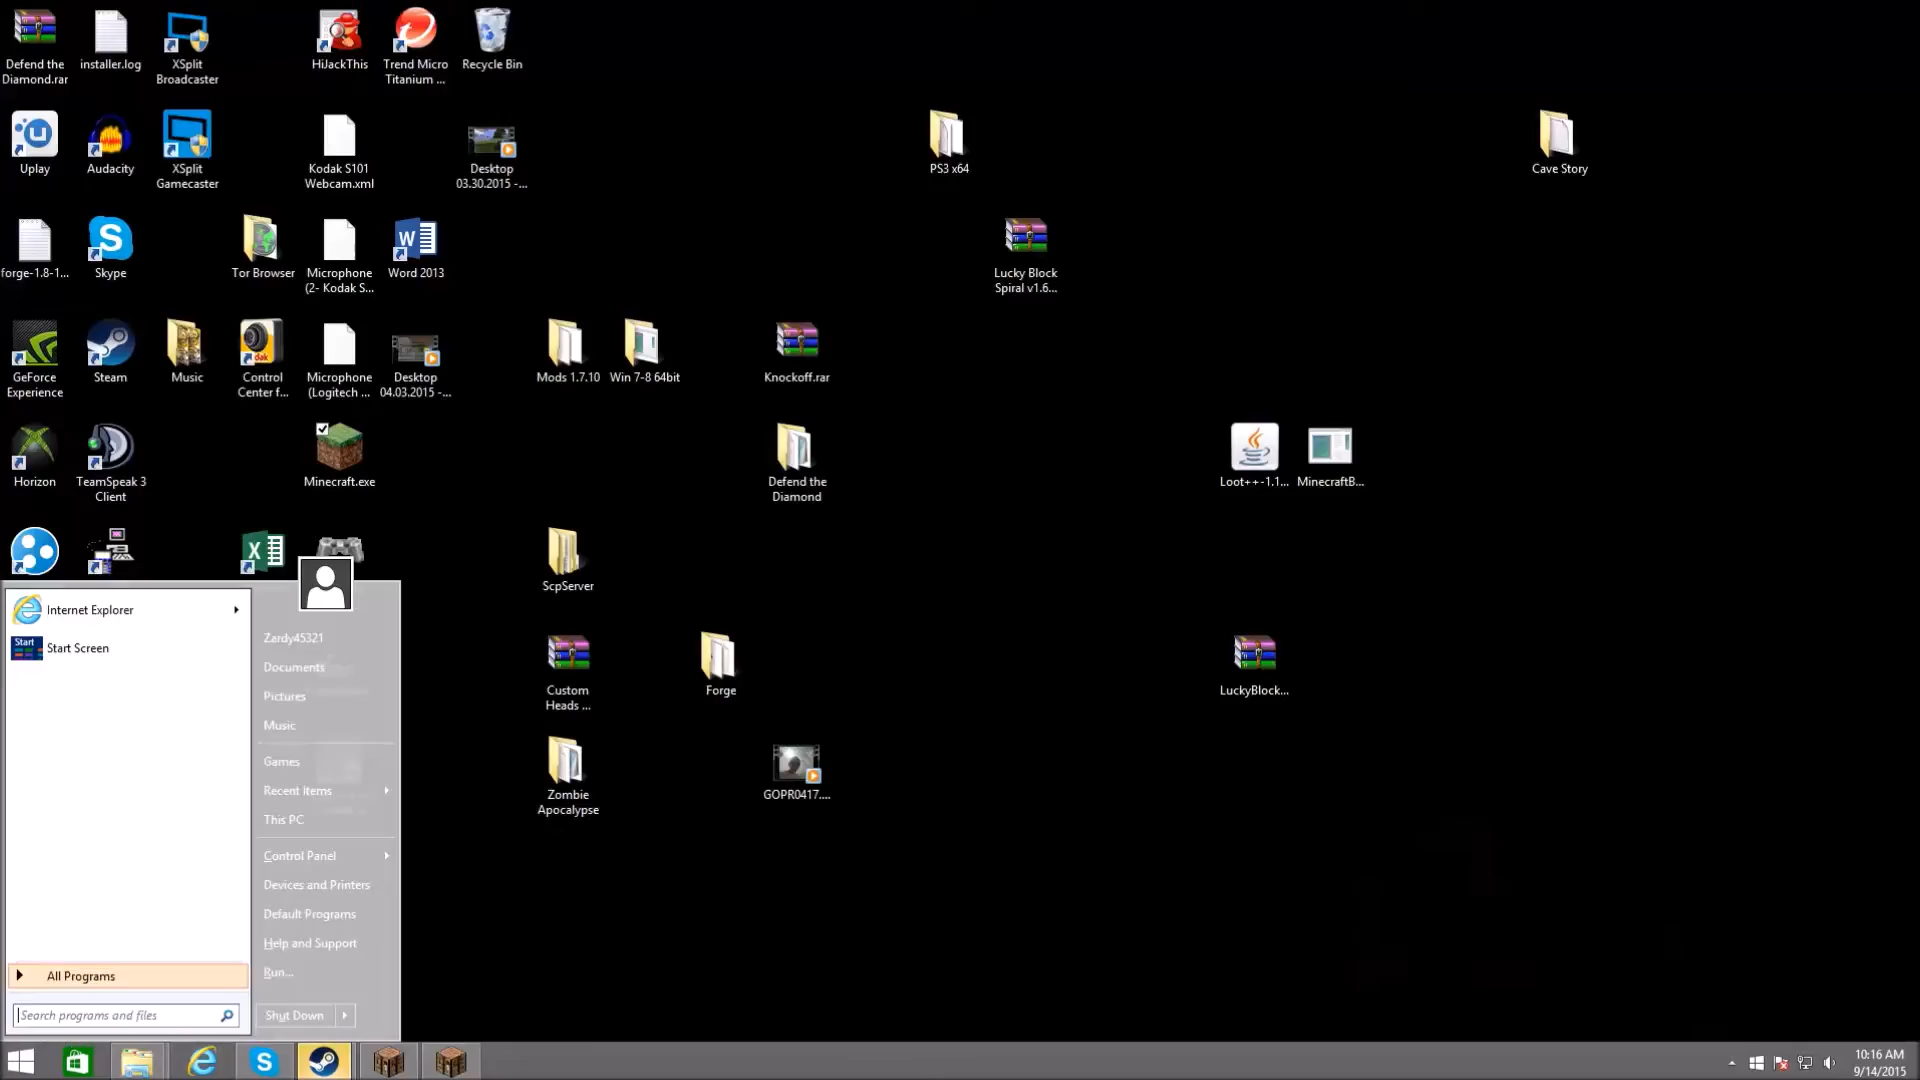 Defend the
Diamond.rar
installer.log
XSplit
Broadcaster
HiJackThis
Trend Micro
Titanium ...
Recycle Bin
Uplay
Audacity
XSplit
Gamecaster
Kodak S101
Webcam.xml
Desktop
03.30.2015 -...
PS3 x64
Cave Story
forge-1.8-1...
Skype
Tor Browser
Microphone
(2- Kodak S...
Word 2013
Lucky Block
Spiral v1.6...
GeForce
Experience
Steam
Music
Control
Center f...
Microphone
(Logitech ...
Desktop
04.03.2015 -...
Mods 1.7.10
Win 7-8 64bit
Knockoff.rar
Horizon
TeamSpeak 3
Client
Minecraft.exe
Defend the
Diamond
Loot++-1.1...
MinecraftB...
ScpServer
Custom
Heads ...
Forge
LuckyBlock...
Zombie
Apocalypse
GOPR0417....
Internet Explorer
Start
Start Screen
All Programs
Search programs and files
Zardy45321
Documents
Pictures
Music
Games
Recent Items
This PC
Control Panel
Devices and Printers
Default Programs
Help and Support
Run...
Shut Down
10:16 AM
9/14/2015